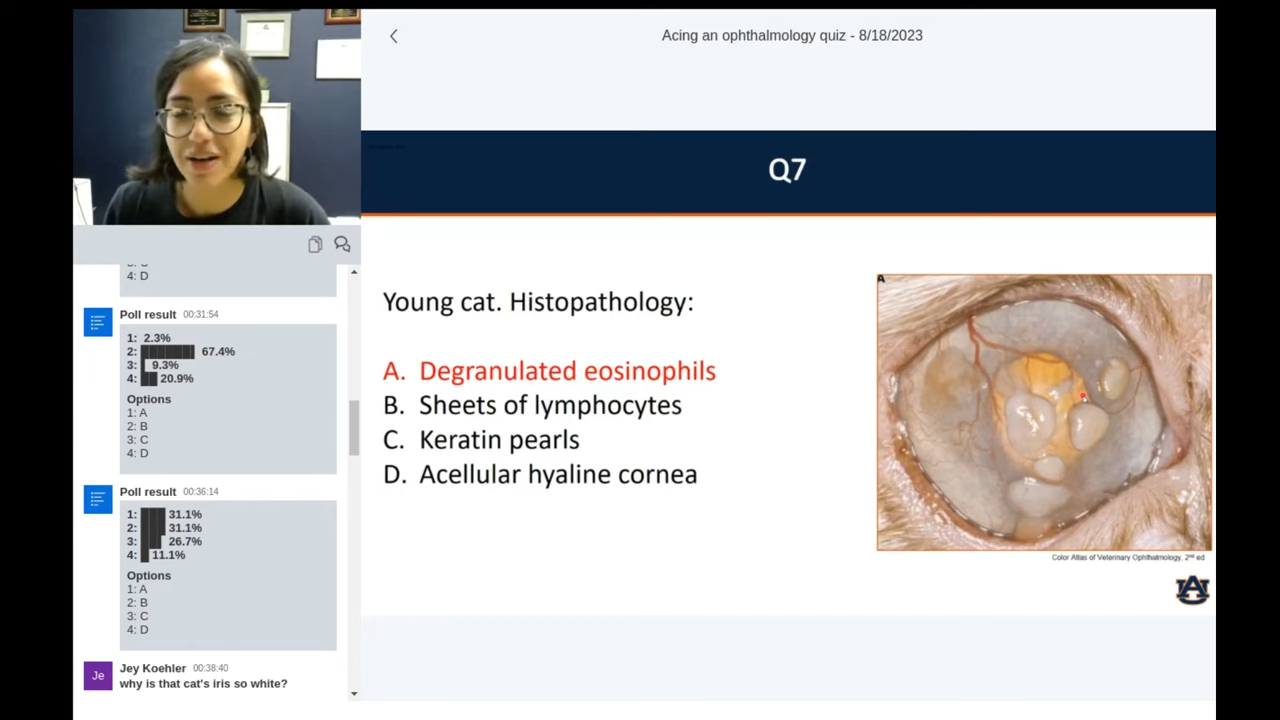 Acing an ophthalmology quiz - 8/18/2023
Q7
Young cat. Histopathology:
A. Degranulated eosinophils
B. Sheets of lymphocytes
C. Keratin pearls
D. Acellular hyaline cornea
A
Color Atlas of Veterinary Ophthalmology, 2nd ed
AU
4: D
Poll result 00:31:54
1: 2.3%
2: 67.4%
3: 9.3%
4: 20.9%
Options
1: A
2: B
3: C
4: D
Poll result 00:36:14
1: 31.1%
2: 31.1%
3: 26.7%
4: 11.1%
Options
1: A
2: B
3: C
4: D
Je
Jey Koehler 00:38:40
why is that cat's iris so white?